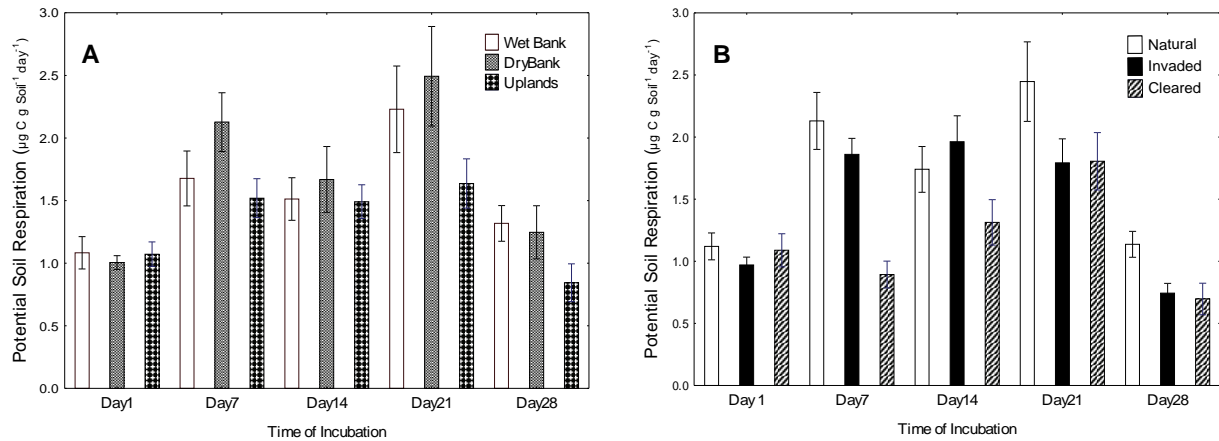 A
Wet Bank
DryBank
Uplands
Potential Soil Respiration (µg C g Soil⁻¹ day⁻¹)
3.0
2.5
2.0
1.5
1.0
0.5
0.0
Day1 Day7 Day14 Day21 Day28
Time of Incubation
B
Natural
Invaded
Cleared
Potential Soil Respiration (µg C g Soil⁻¹ day⁻¹)
3.0
2.5
2.0
1.5
1.0
0.5
0.0
Day 1 Day7 Day14 Day21 Day28
Time of Incubation